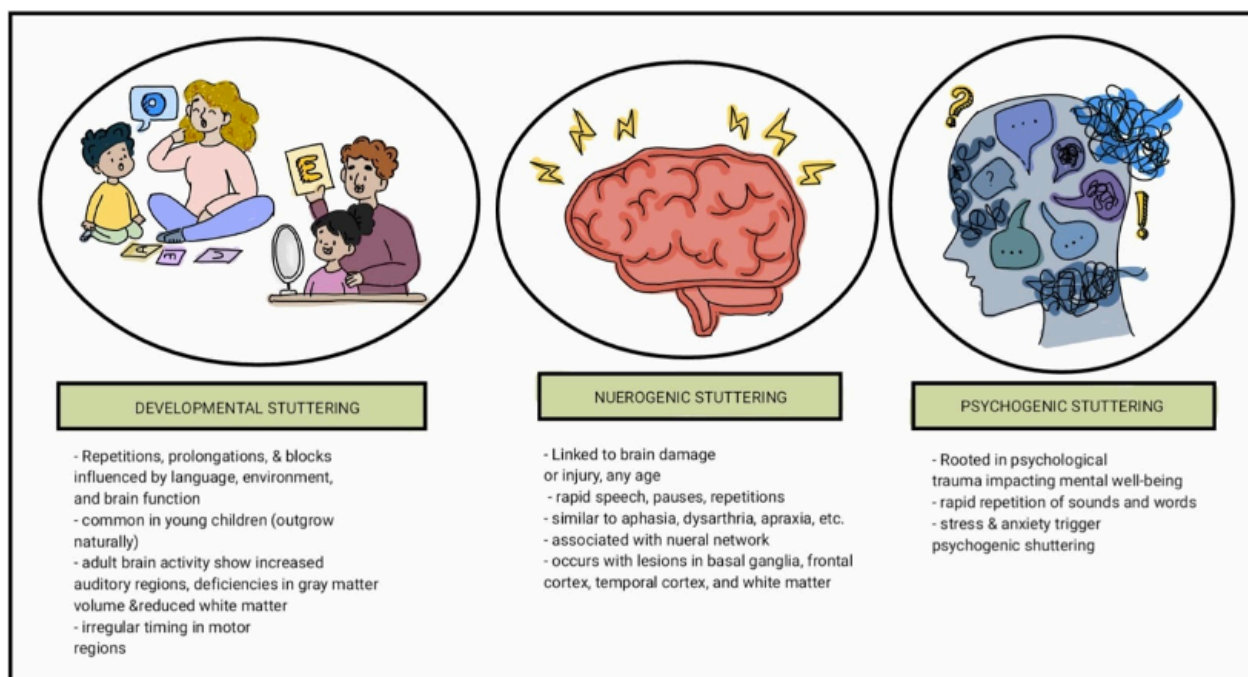 E
DEVELOPMENTAL STUTTERING
- Repetitions, prolongations, & blocks
influenced by language, environment,
and brain function
- common in young children (outgrow
naturally)
- adult brain activity show increased
auditory regions, deficiencies in gray matter
volume &reduced white matter
- irregular timing in motor
regions
NUEROGENIC STUTTERING
- Linked to brain damage
or injury, any age
- rapid speech, pauses, repetitions
- similar to aphasia, dysarthria, apraxia, etc.
- associated with nueral network
- occurs with lesions in basal ganglia, frontal
cortex, temporal cortex, and white matter
? !
? ... ... ...
PSYCHOGENIC STUTTERING
- Rooted in psychological
trauma impacting mental well-being
- rapid repetition of sounds and words
- stress & anxiety trigger
psychogenic shuttering